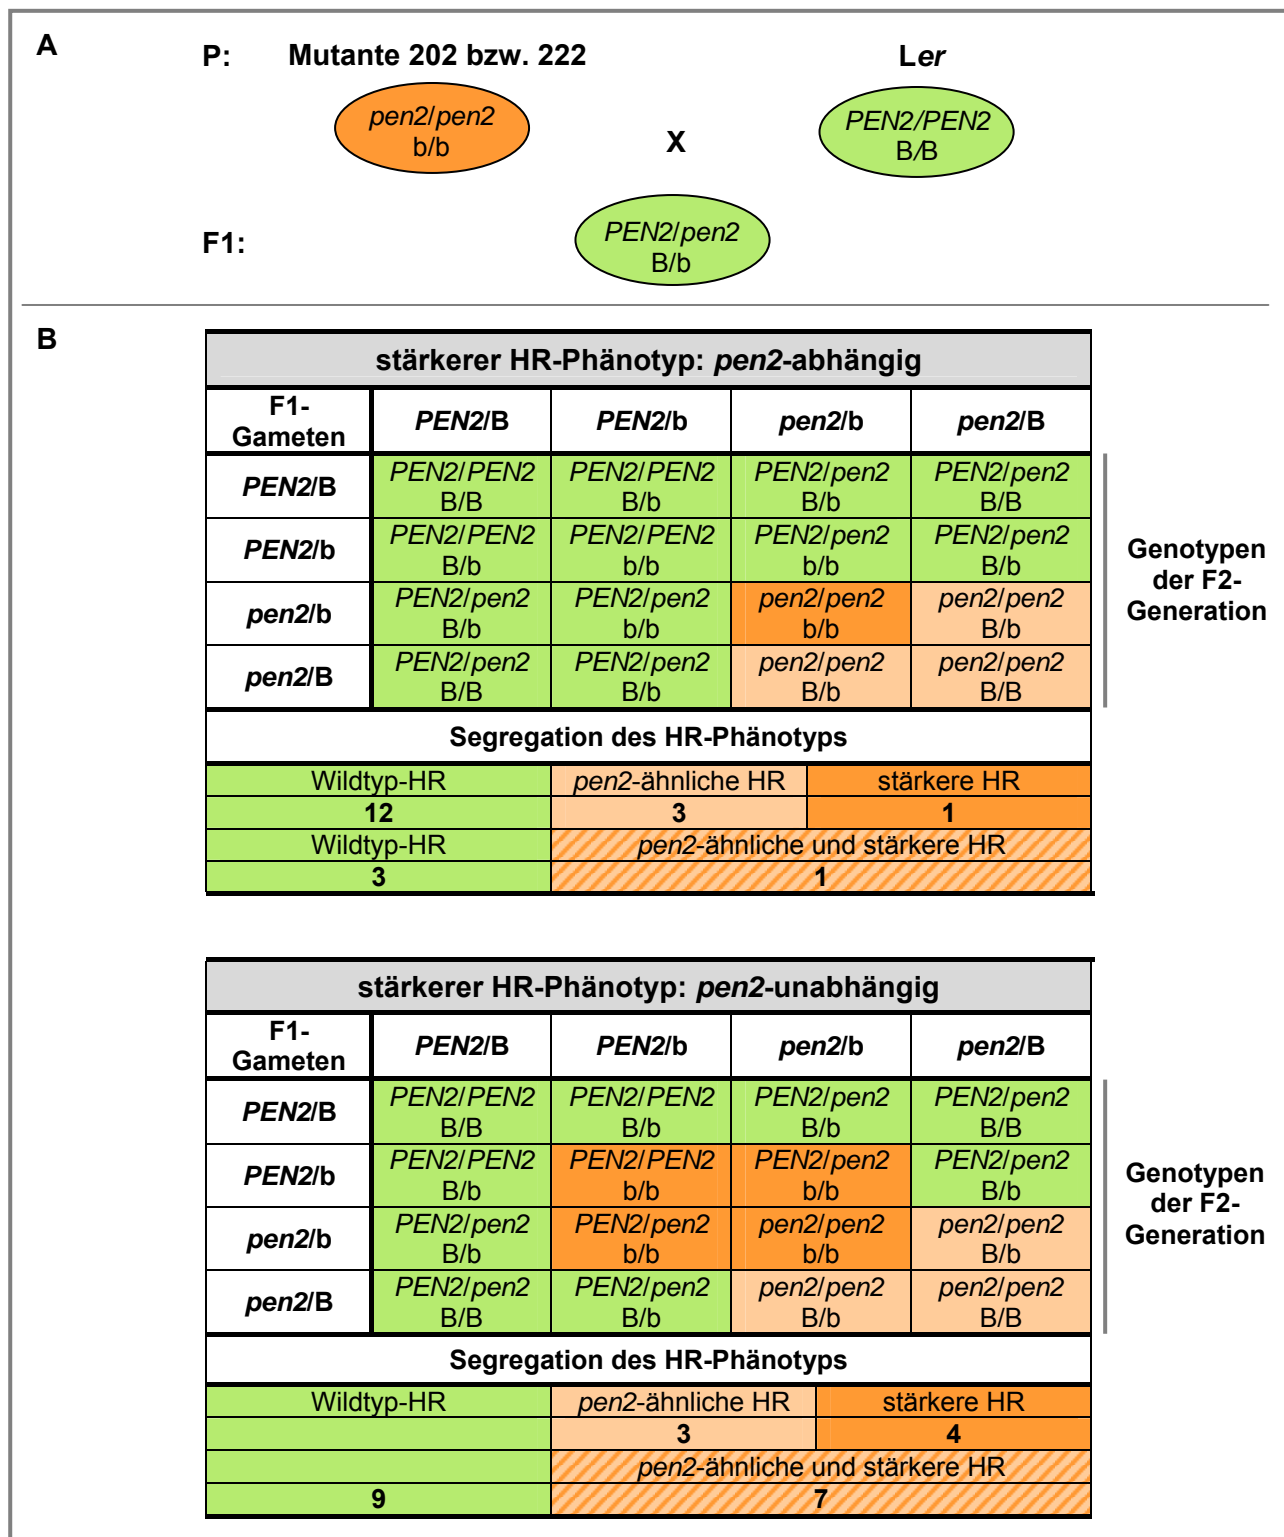 A
P: Mutante 202 bzw. 222 Ler
pen2/pen2 PEN2/PEN2
b/b X B/B
F1: PEN2/pen2
B/b
B
stärkerer HR-Phänotyp: pen2-abhängig
F1-Gameten PEN2/B PEN2/b pen2/b pen2/B
PEN2/B PEN2/PEN2 PEN2/PEN2 PEN2/pen2 PEN2/pen2
B/B B/b B/b B/B
PEN2/b PEN2/PEN2 PEN2/PEN2 PEN2/pen2 PEN2/pen2
B/b b/b b/b B/b
pen2/b PEN2/pen2 PEN2/pen2 pen2/pen2 pen2/pen2
B/b b/b b/b B/b
pen2/B PEN2/pen2 PEN2/pen2 pen2/pen2 pen2/pen2
B/B B/b B/b B/B
Genotypen
der F2-
Generation
Segregation des HR-Phänotyps
Wildtyp-HR pen2-ähnliche HR stärkere HR
12 3 1
Wildtyp-HR pen2-ähnliche und stärkere HR
3 1
stärkerer HR-Phänotyp: pen2-unabhängig
F1-Gameten PEN2/B PEN2/b pen2/b pen2/B
PEN2/B PEN2/PEN2 PEN2/PEN2 PEN2/pen2 PEN2/pen2
B/B B/b B/b B/B
PEN2/b PEN2/PEN2 PEN2/PEN2 PEN2/pen2 PEN2/pen2
B/b b/b b/b B/b
pen2/b PEN2/pen2 PEN2/pen2 pen2/pen2 pen2/pen2
B/b b/b b/b B/b
pen2/B PEN2/pen2 PEN2/pen2 pen2/pen2 pen2/pen2
B/B B/b B/b B/B
Genotypen
der F2-
Generation
Segregation des HR-Phänotyps
Wildtyp-HR pen2-ähnliche HR stärkere HR
3 4
pen2-ähnliche und stärkere HR
9 7